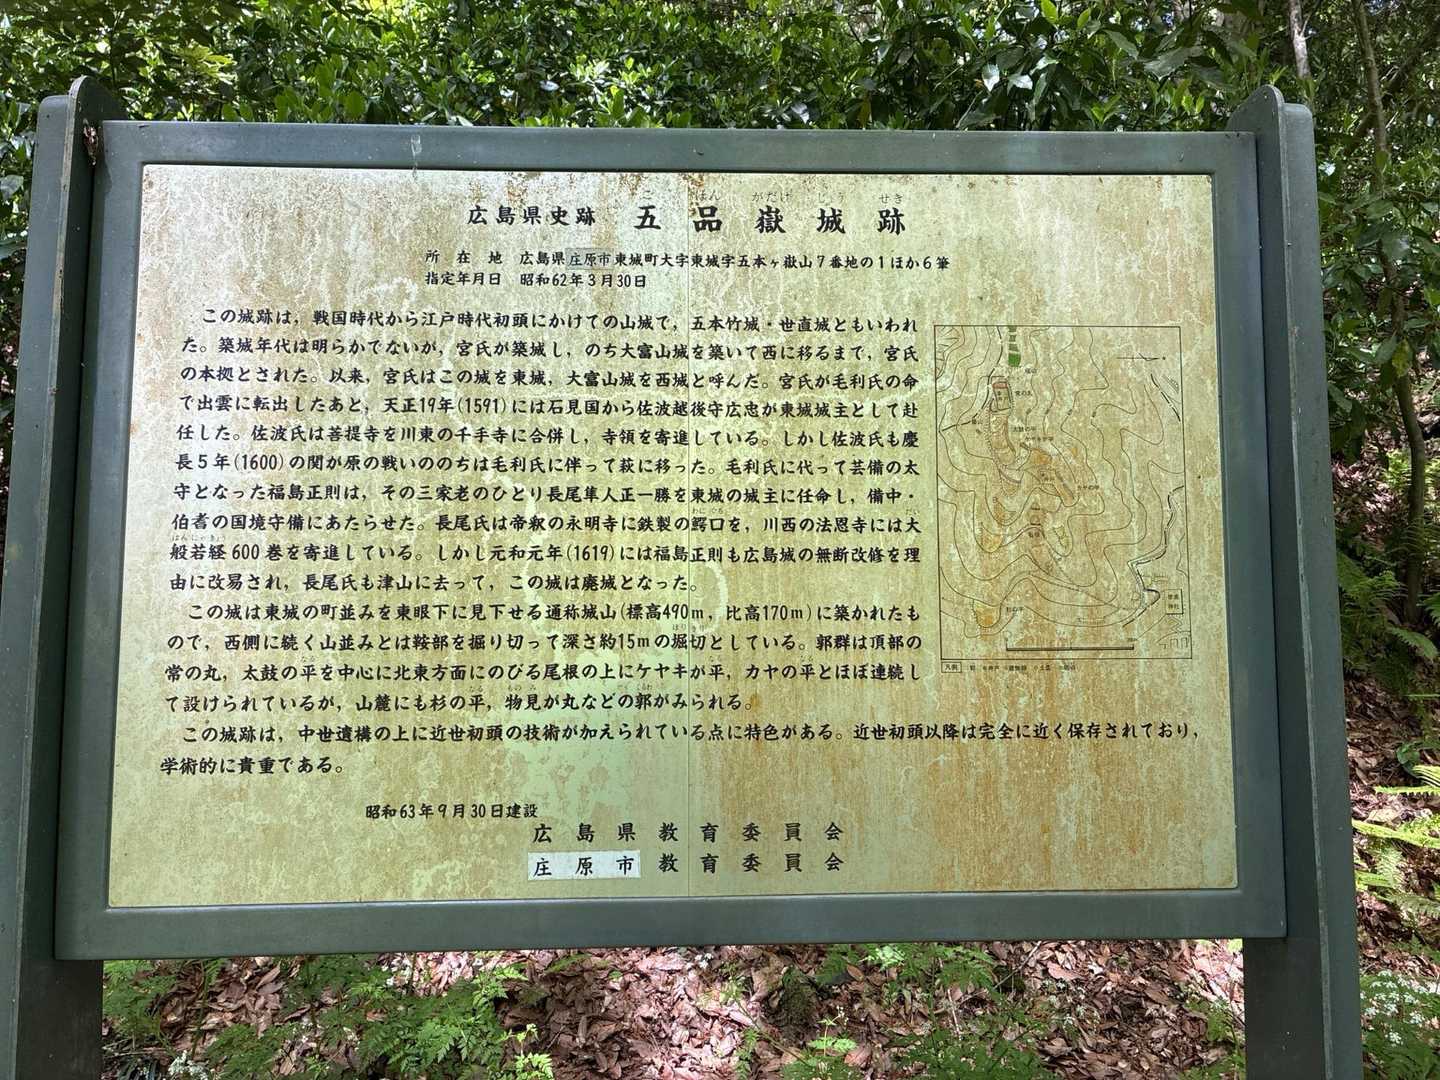 ご ほん がだけ じょう せき
広島県史跡 五品嶽城跡
所在地 広島県庄原市東城町大字東城字五本ヶ嶽山7番地の1ほか6筆
指定年月日 昭和62年3月30日
この城跡は，戦国時代から江戸時代初頭にかけての山城で，五本竹城・世直城ともいわれ
た。築城年代は明らかでないが，宮氏が築城し，のち大富山城を築いて西に移るまで，宮氏
の本拠とされた。以来，宮氏はこの城を東城，大富山城を西城と呼んだ。宮氏が毛利氏の命
で出雲に転出したあと，天正19年(1591)には石見国から佐波越後守広忠が東城城主として赴
任した。佐波氏は菩提寺を川東の千手寺に合併し，寺領を寄進している。しかし佐波氏も慶
長5年(1600)の関が原の戦いののちは毛利氏に伴って萩に移った。毛利氏に代って芸備の太
守となった福島正則は，その三家老のひとり長尾隼人正一勝を東城の城主に任命し，備中・
伯耆の国境守備にあたらせた。長尾氏は帝釈の永明寺に鉄製の鰐口を，川西の法恩寺には大
般若経600巻を寄進している。しかし元和元年(1619)には福島正則も広島城の無断改修を理
由に改易され，長尾氏も津山に去って，この城は廃城となった。
この城は東城の町並みを東眼下に見下せる通称城山(標高490m，比高170m)に築かれたも
ので，西側に続く山並みとは鞍部を掘り切って深さ約15mの堀切としている。郭群は頂部の
常の丸，太鼓の平を中心に北東方面にのびる尾根の上にケヤキが平，カヤの平とほぼ連続し
て設けられているが，山麓にも杉の平，物見が丸などの郭がみられる。
この城跡は，中世遺構の上に近世初頭の技術が加えられている点に特色がある。近世初頭以降は完全に近く保存されており，
学術的に貴重である。
昭和63年9月30日建設
広島県教育委員会
庄原市教育委員会
常の丸
太鼓の平
ケヤキが平
カヤの平
杉の平
凡例